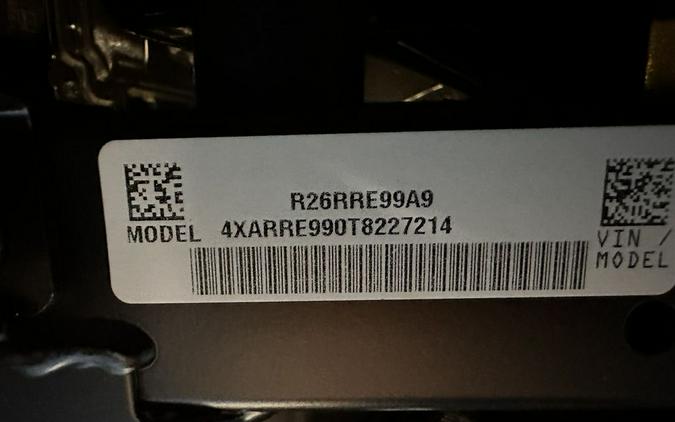 R26RRE99A9
MODEL 4XARRE990T8227214
VIN /
MODEL